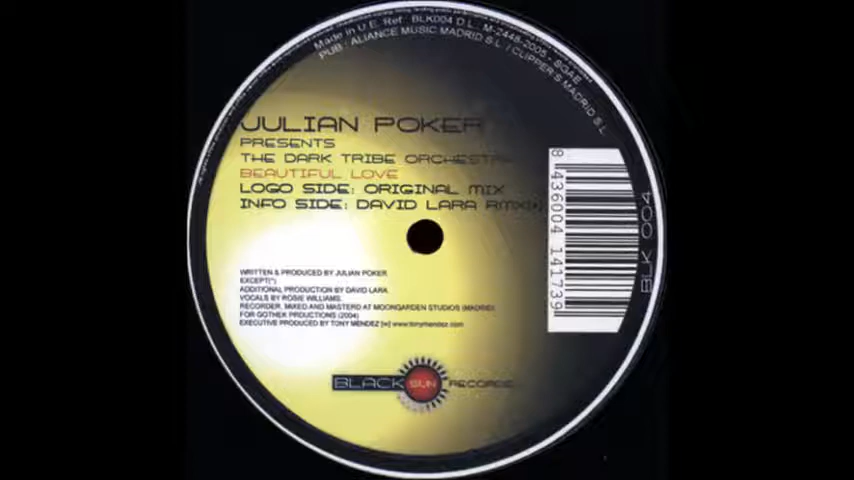 Made in U.E. Ref.: BLK004 D.L.: M-2448-2005 - SGAE
PUB.: ALIANCE MUSIC MADRID S.L. / CLIPPER'S MADRID S.L
JULIAN POKER
PRESENTS
THE DARK TRIBE ORCHESTRA
BEAUTIFUL LOVE
LOGO SIDE: ORIGINAL MIX
INFO SIDE: DAVID LARA RMX(*)
8 436004 141739
BLK 004
WRITTEN & PRODUCED BY JULIAN POKER
EXCEPT(*)
ADDITIONAL PRODUCTION BY DAVID LARA.
VOCALS BY ROSIE WILLIAMS.
RECORDER, MIXED AND MASTERD AT MOONGARDEN STUDIOS (MADRID)
FOR GOTHEK PRDUCTIONS (2004)
EXECUTIVE PRODUCED BY TONY MENDEZ [w] www.tonymendez.com
BLACK SUN RECORDS